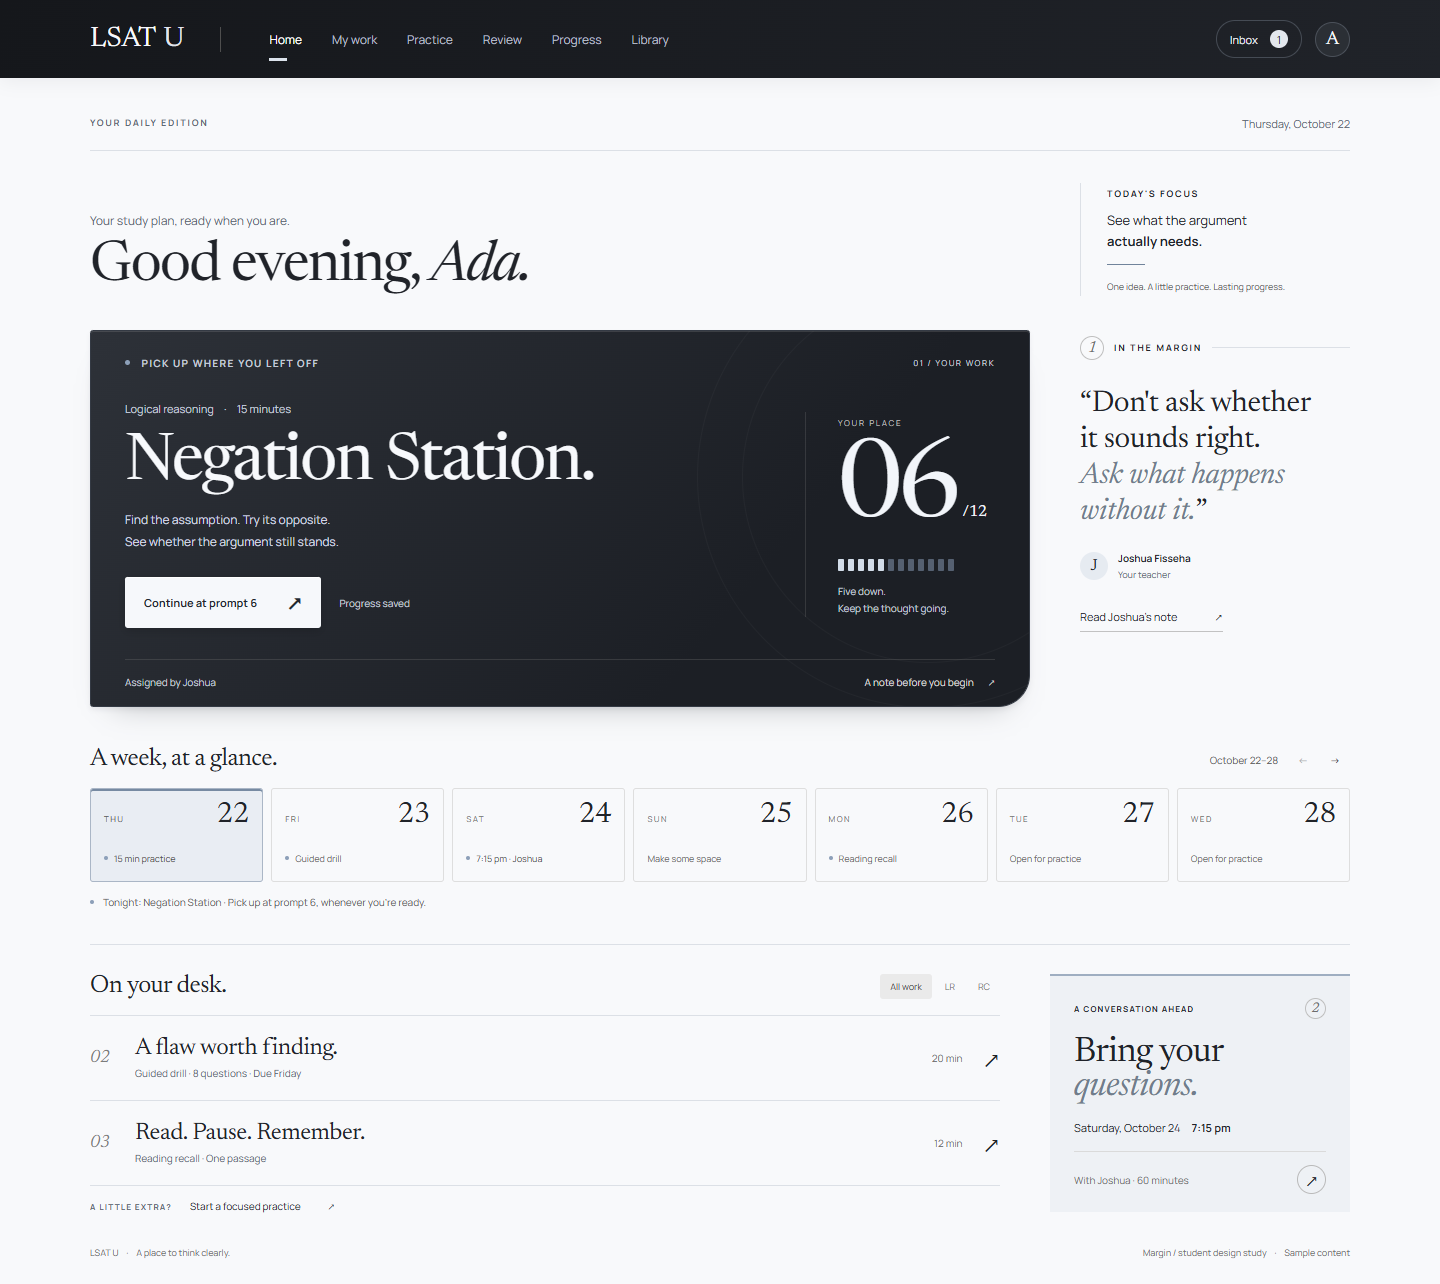 LSAT U
Home
My work
Practice
Review
Progress
Library
Inbox 1
A
YOUR DAILY EDITION
Thursday, October 22
Your study plan, ready when you are.
Good evening, Ada.
TODAY'S FOCUS
See what the argument
actually needs.
One idea. A little practice. Lasting progress.
PICK UP WHERE YOU LEFT OFF
01 / YOUR WORK
Logical reasoning · 15 minutes
Negation Station.
Find the assumption. Try its opposite.
See whether the argument still stands.
Continue at prompt 6 ↗
Progress saved
YOUR PLACE
06 /12
Five down.
Keep the thought going.
Assigned by Joshua
A note before you begin ↗
1 IN THE MARGIN
“Don't ask whether
it sounds right.
Ask what happens
without it.”
J
Joshua Fisseha
Your teacher
Read Joshua's note ↗
A week, at a glance.
October 22–28 ← →
THU 22
15 min practice
FRI 23
Guided drill
SAT 24
7:15 pm · Joshua
SUN 25
Make some space
MON 26
Reading recall
TUE 27
Open for practice
WED 28
Open for practice
Tonight: Negation Station · Pick up at prompt 6, whenever you're ready.
On your desk.
All work
LR
RC
02
A flaw worth finding.
Guided drill · 8 questions · Due Friday
20 min ↗
03
Read. Pause. Remember.
Reading recall · One passage
12 min ↗
A LITTLE EXTRA?
Start a focused practice ↗
A CONVERSATION AHEAD
2
Bring your
questions.
Saturday, October 24 7:15 pm
With Joshua · 60 minutes ↗
LSAT U · A place to think clearly.
Margin / student design study · Sample content